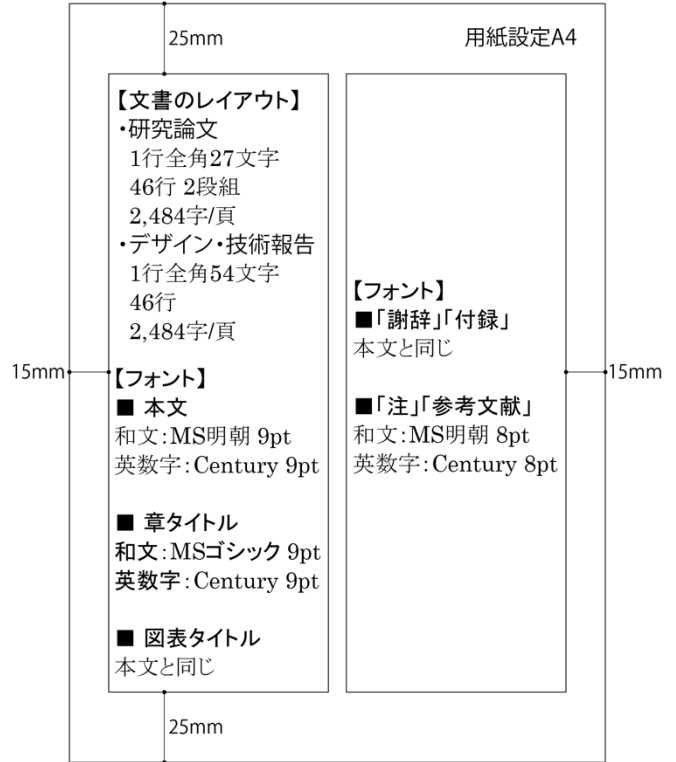 25mm
用紙設定A4
【文書のレイアウト】
・研究論文
1行全角27文字
46行 2段組
2,484字/頁
・デザイン・技術報告
1行全角54文字
46行
2,484字/頁
15mm
【フォント】
■ 本文
和文:MS明朝 9pt
英数字:Century 9pt
■ 章タイトル
和文:MSゴシック 9pt
英数字:Century 9pt
■ 図表タイトル
本文と同じ
【フォント】
■「謝辞」「付録」
本文と同じ
15mm
■「注」「参考文献」
和文:MS明朝 8pt
英数字:Century 8pt
25mm